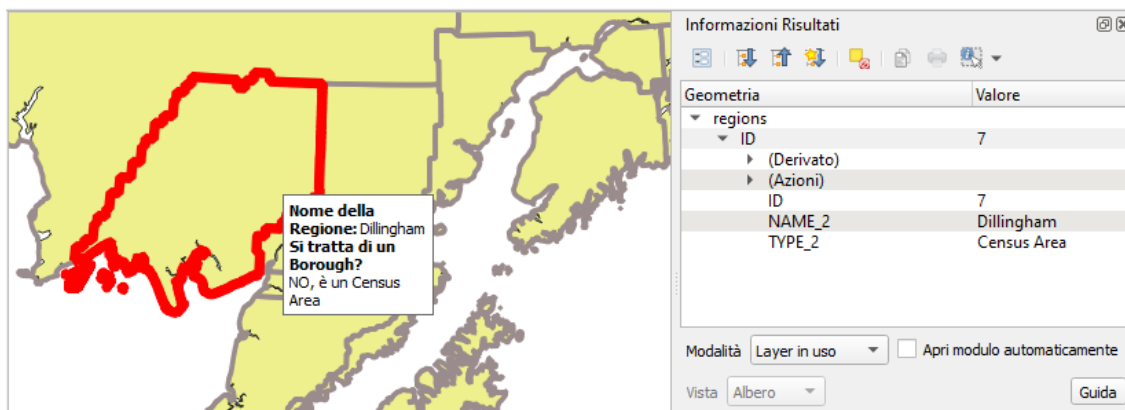 Nome della
Regione: Dillingham
Si tratta di un
Borough?
NO, è un Census
Area
Informazioni Risultati
Geometria Valore
regions
ID 7
(Derivato)
(Azioni)
ID 7
NAME_2 Dillingham
TYPE_2 Census Area
Modalità Layer in uso Apri modulo automaticamente
Vista Albero Guida